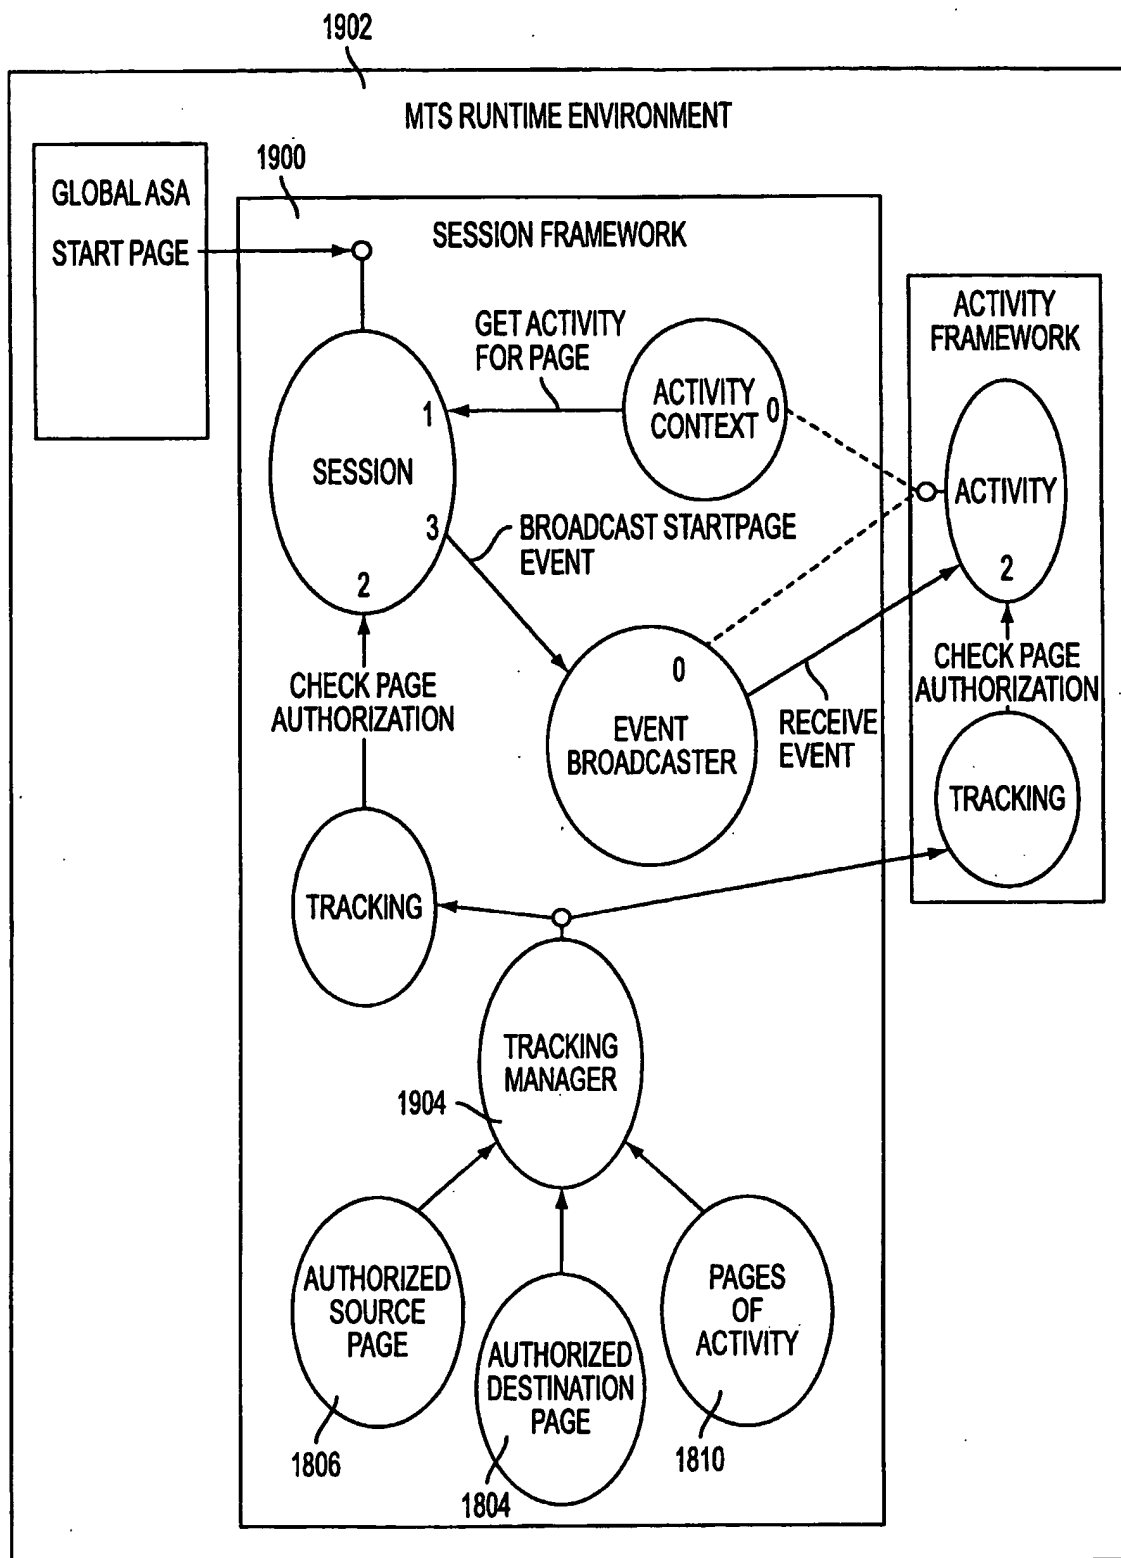 1902
MTS RUNTIME ENVIRONMENT
GLOBAL ASA
START PAGE
1900
SESSION FRAMEWORK
GET ACTIVITY
FOR PAGE
ACTIVITY
CONTEXT
0
ACTIVITY
FRAMEWORK
1
SESSION
3
2
BROADCAST STARTPAGE
EVENT
ACTIVITY
2
CHECK PAGE
AUTHORIZATION
0
EVENT
BROADCASTER
RECEIVE
EVENT
CHECK PAGE
AUTHORIZATION
TRACKING
TRACKING
TRACKING
MANAGER
1904
AUTHORIZED
SOURCE
PAGE
AUTHORIZED
DESTINATION
PAGE
PAGES
OF
ACTIVITY
1806
1804
1810